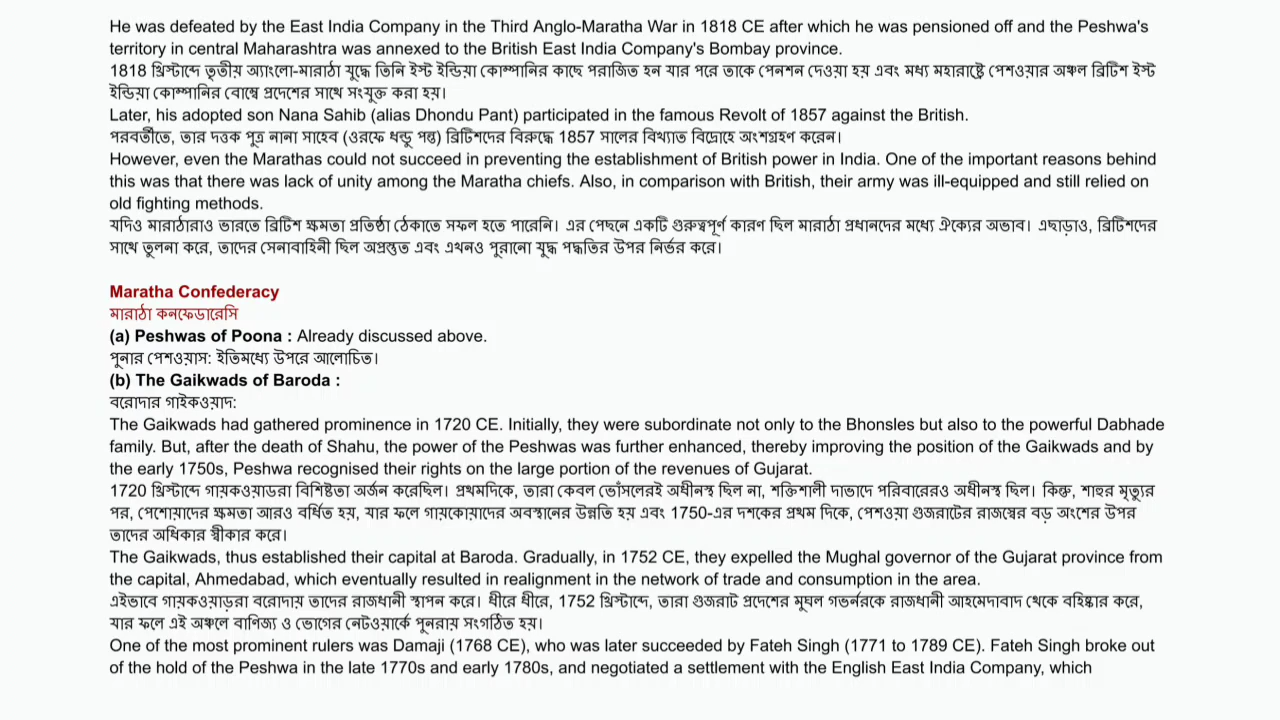 He was defeated by the East India Company in the Third Anglo-Maratha War in 1818 CE after which he was pensioned off and the Peshwa's
territory in central Maharashtra was annexed to the British East India Company's Bombay province.
1818 খ্রিস্টাব্দে তৃতীয় অ্যাংলো-মারাঠা যুদ্ধে তিনি ইস্ট ইন্ডিয়া কোম্পানির কাছে পরাজিত হন যার পরে তাকে পেনশন দেওয়া হয় এবং মধ্য মহারাষ্ট্রে পেশওয়ার অঞ্চল ব্রিটিশ ইস্ট
ইন্ডিয়া কোম্পানির বোম্বে প্রদেশের সাথে সংযুক্ত করা হয়।
Later, his adopted son Nana Sahib (alias Dhondu Pant) participated in the famous Revolt of 1857 against the British.
পরবর্তীতে, তার দত্তক পুত্র নানা সাহেব (ওরফে ধন্ডু পন্ত) ব্রিটিশদের বিরুদ্ধে 1857 সালের বিখ্যাত বিদ্রোহে অংশগ্রহণ করেন।
However, even the Marathas could not succeed in preventing the establishment of British power in India. One of the important reasons behind
this was that there was lack of unity among the Maratha chiefs. Also, in comparison with British, their army was ill-equipped and still relied on
old fighting methods.
যদিও মারাঠারাও ভারতে ব্রিটিশ ক্ষমতা প্রতিষ্ঠা ঠেকাতে সফল হতে পারেনি। এর পেছনে একটি গুরুত্বপূর্ণ কারণ ছিল মারাঠা প্রধানদের মধ্যে ঐক্যের অভাব। এছাড়াও, ব্রিটিশদের
সাথে তুলনা করে, তাদের সেনাবাহিনী ছিল অপ্রস্তুত এবং এখনও পুরানো যুদ্ধ পদ্ধতির উপর নির্ভর করে।
Maratha Confederacy
মারাঠা কনফেডারেসি
(a) Peshwas of Poona : Already discussed above.
পুনার পেশওয়াস: ইতিমধ্যে উপরে আলোচিত।
(b) The Gaikwads of Baroda :
বরোদার গাইকওয়াদ:
The Gaikwads had gathered prominence in 1720 CE. Initially, they were subordinate not only to the Bhonsles but also to the powerful Dabhade
family. But, after the death of Shahu, the power of the Peshwas was further enhanced, thereby improving the position of the Gaikwads and by
the early 1750s, Peshwa recognised their rights on the large portion of the revenues of Gujarat.
1720 খ্রিস্টাব্দে গায়কওয়াডরা বিশিষ্টতা অর্জন করেছিল। প্রথমদিকে, তারা কেবল ভোঁসলেরই অধীনস্থ ছিল না, শক্তিশালী দাভাদে পরিবারেরও অধীনস্থ ছিল। কিন্তু, শাহুর মৃত্যুর
পর, পেশোয়াদের ক্ষমতা আরও বর্ধিত হয়, যার ফলে গায়কোয়াদের অবস্থানের উন্নতি হয় এবং 1750-এর দশকের প্রথম দিকে, পেশওয়া গুজরাটের রাজস্বের বড় অংশের উপর
তাদের অধিকার স্বীকার করে।
The Gaikwads, thus established their capital at Baroda. Gradually, in 1752 CE, they expelled the Mughal governor of the Gujarat province from
the capital, Ahmedabad, which eventually resulted in realignment in the network of trade and consumption in the area.
এইভাবে গায়কওয়াড়রা বরোদায় তাদের রাজধানী স্থাপন করে। ধীরে ধীরে, 1752 খ্রিস্টাব্দে, তারা গুজরাট প্রদেশের মুঘল গভর্নরকে রাজধানী আহমেদাবাদ থেকে বহিষ্কার করে,
যার ফলে এই অঞ্চলে বাণিজ্য ও ভোগের নেটওয়ার্কে পুনরায় সংগঠিত হয়।
One of the most prominent rulers was Damaji (1768 CE), who was later succeeded by Fateh Singh (1771 to 1789 CE). Fateh Singh broke out
of the hold of the Peshwa in the late 1770s and early 1780s, and negotiated a settlement with the English East India Company, which